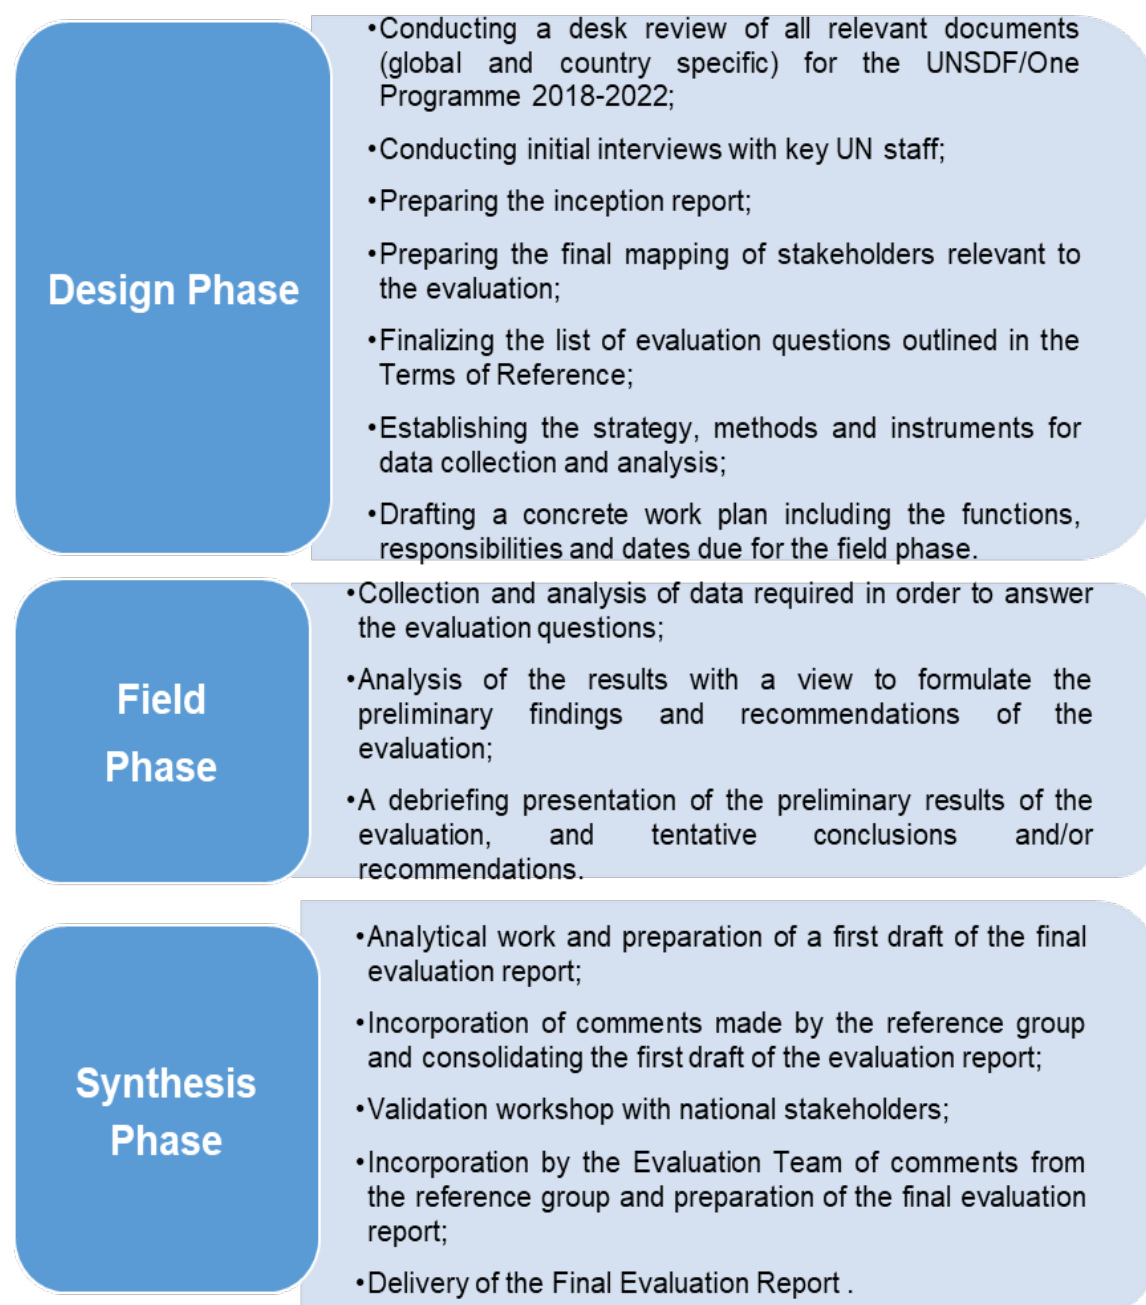 Design Phase
•Conducting a desk review of all relevant documents
(global and country specific) for the UNSDF/One
Programme 2018-2022;
•Conducting initial interviews with key UN staff;
•Preparing the inception report;
•Preparing the final mapping of stakeholders relevant to
the evaluation;
•Finalizing the list of evaluation questions outlined in the
Terms of Reference;
•Establishing the strategy, methods and instruments for
data collection and analysis;
•Drafting a concrete work plan including the functions,
responsibilities and dates due for the field phase.
Field
Phase
•Collection and analysis of data required in order to answer
the evaluation questions;
•Analysis of the results with a view to formulate the
preliminary findings and recommendations of the
evaluation;
•A debriefing presentation of the preliminary results of the
evaluation, and tentative conclusions and/or
recommendations.
Synthesis
Phase
•Analytical work and preparation of a first draft of the final
evaluation report;
•Incorporation of comments made by the reference group
and consolidating the first draft of the evaluation report;
•Validation workshop with national stakeholders;
•Incorporation by the Evaluation Team of comments from
the reference group and preparation of the final evaluation
report;
•Delivery of the Final Evaluation Report .